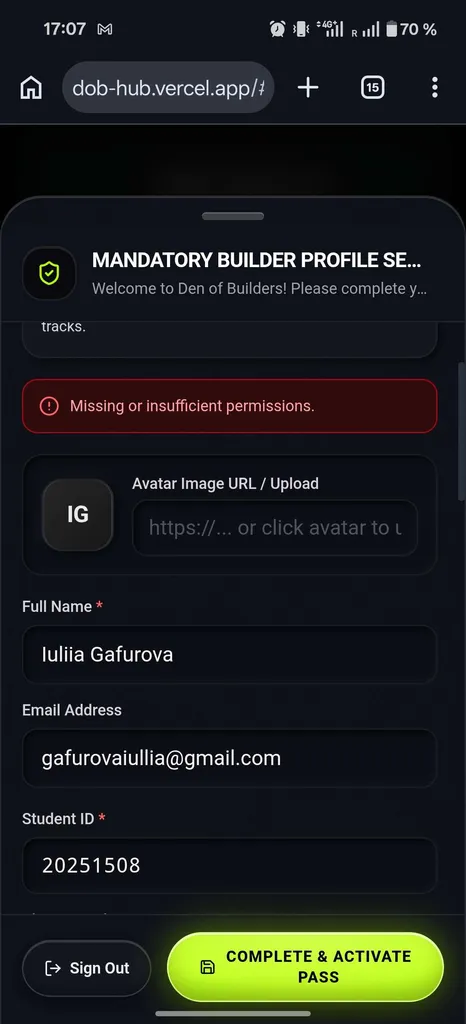 17:07
4G+
R
70 %
dob-hub.vercel.app/#
15
MANDATORY BUILDER PROFILE SE...
Welcome to Den of Builders! Please complete y...
tracks.
Missing or insufficient permissions.
IG
Avatar Image URL / Upload
https://... or click avatar to u
Full Name *
Iuliia Gafurova
Email Address
gafurovaiullia@gmail.com
Student ID *
20251508
Sign Out
COMPLETE & ACTIVATE
PASS